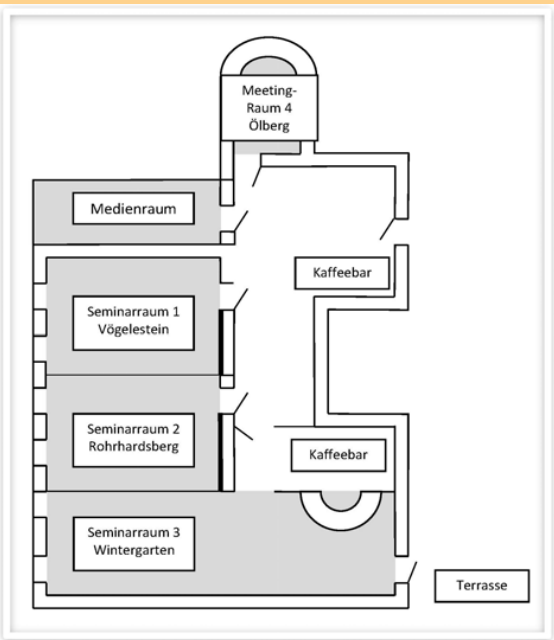 Meeting-
Raum 4
Ölberg
Medienraum
Kaffeebar
Seminarraum 1
Vögelestein
Seminarraum 2
Rohrhardsberg
Kaffeebar
Seminarraum 3
Wintergarten
Terrasse